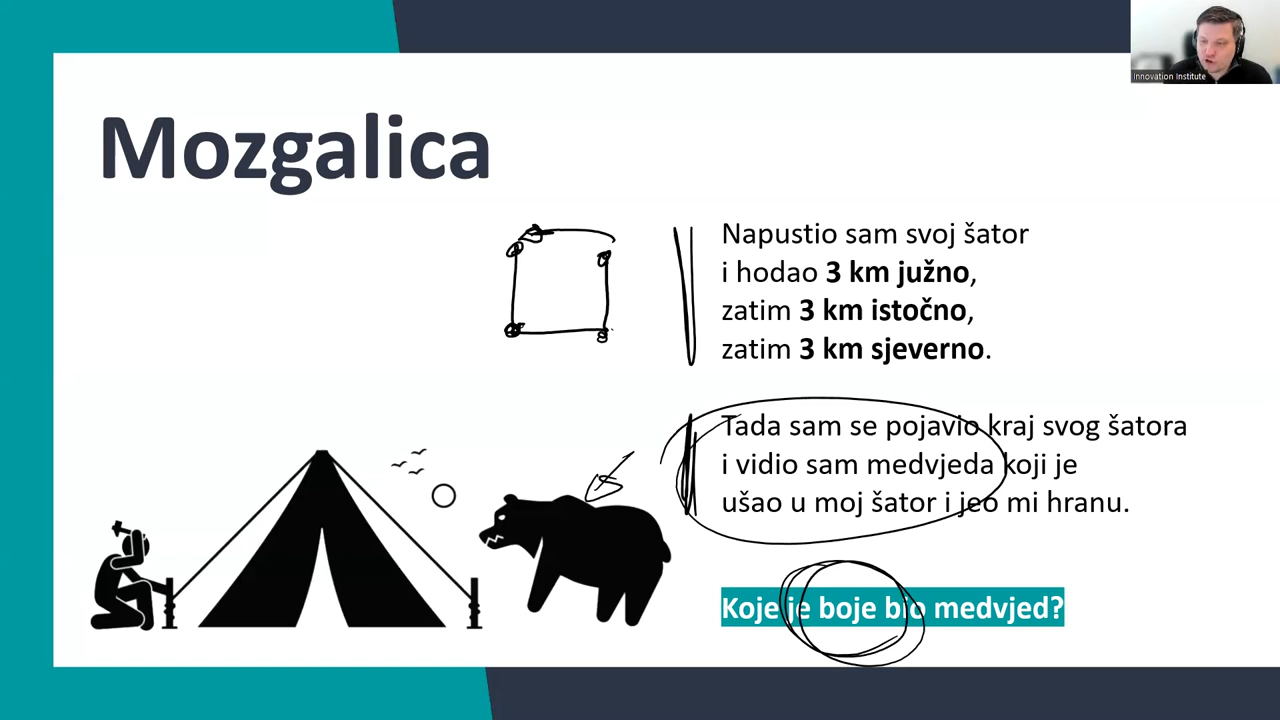 Innovation Institute
Mozgalica
Napustio sam svoj šator
i hodao 3 km južno,
zatim 3 km istočno,
zatim 3 km sjeverno.
Tada sam se pojavio kraj svog šatora
i vidio sam medvjeda koji je
ušao u moj šator i jeo mi hranu.
Koje je boje bio medvjed?